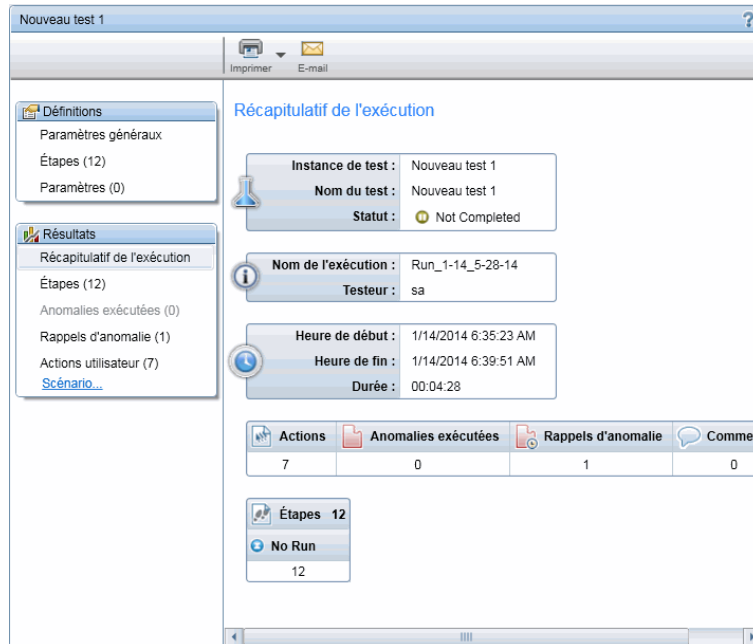 Nouveau test 1
?
Imprimer
E-mail
Définitions
Paramètres généraux
Étapes (12)
Paramètres (0)
Résultats
Récapitulatif de l'exécution
Étapes (12)
Anomalies exécutées (0)
Rappels d'anomalie (1)
Actions utilisateur (7)
Scénario...
Récapitulatif de l'exécution
Instance de test : Nouveau test 1
Nom du test : Nouveau test 1
Statut : Not Completed
Nom de l'exécution : Run_1-14_5-28-14
Testeur : sa
Heure de début : 1/14/2014 6:35:23 AM
Heure de fin : 1/14/2014 6:39:51 AM
Durée : 00:04:28
Actions Anomalies exécutées Rappels d'anomalie Comme
7 0 1 0
Étapes 12
No Run
12